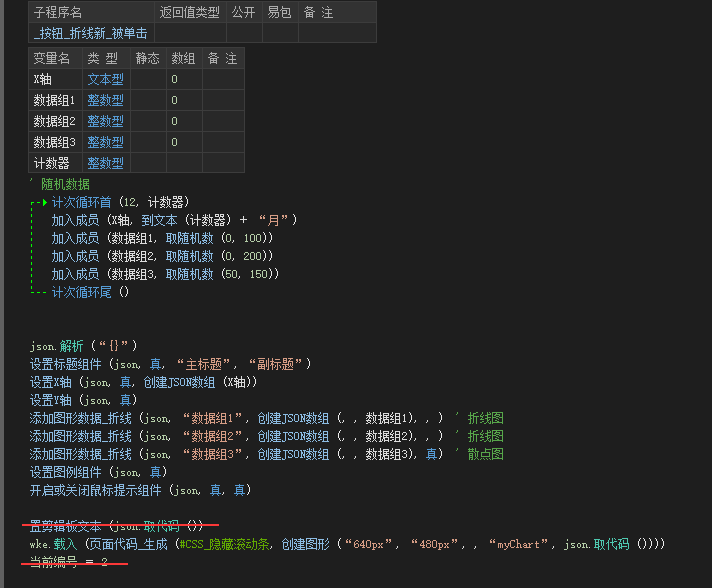 子程序名 返回值类型 公开 易包 备 注
_按钮_折线新_被单击
变量名 类 型 静态 数组 备 注
X轴 文本型 0
数据组1 整数型 0
数据组2 整数型 0
数据组3 整数型 0
计数器 整数型
' 随机数据
计次循环首 (12, 计数器)
加入成员 (X轴, 到文本 (计数器) ＋ “月”)
加入成员 (数据组1, 取随机数 (0, 100))
加入成员 (数据组2, 取随机数 (0, 200))
加入成员 (数据组3, 取随机数 (50, 150))
计次循环尾 ()
json.解析 (“{}”)
设置标题组件 (json, 真, “主标题”, “副标题”)
设置X轴 (json, 真, 创建JSON数组 (X轴))
设置Y轴 (json, 真)
添加图形数据_折线 (json, “数据组1”, 创建JSON数组 (, , 数据组1), , ) ' 折线图
添加图形数据_折线 (json, “数据组2”, 创建JSON数组 (, , 数据组2), , ) ' 折线图
添加图形数据_折线 (json, “数据组3”, 创建JSON数组 (, , 数据组3), 真) ' 散点图
设置图例组件 (json, 真)
开启或关闭鼠标提示组件 (json, 真, 真)
置剪辑板文本 (json.取代码 ())
wke.载入 (页面代码_生成 (#CSS_隐藏滚动条, 创建图形 (“640px”, “480px”, , “myChart”, json.取代码 ())))
当前编号 ＝ 2